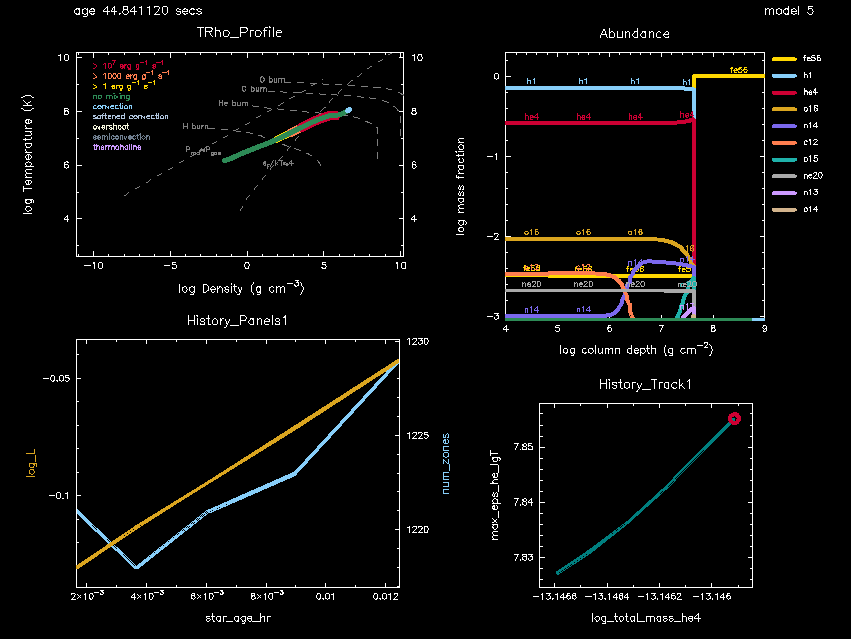 age 44.841120 secs
model 5
TRho_Profile
10
8
6
4
10
8
6
4
−10
−5
0
5
10
log Temperature (K)
log Density (g cm⁻³)
> 10⁷ erg g⁻¹ s⁻¹
> 1000 erg g⁻¹ s⁻¹
> 1 erg g⁻¹ s⁻¹
no mixing
convection
softened convection
overshoot
semiconvection
thermohaline
O burn
C burn
He burn
H burn
Abundance
0
−1
−2
−3
4
5
6
7
8
9
log mass fraction
log column depth (g cm⁻²)
h1 h1 h1 h1
fe56
he4 he4 he4 he4
o16 o16 o16
n14
ne20 ne20 ne20
n14 n14
fe56
h1
he4
o16
n14
c12
o15
ne20
n13
o14
History_Panels1
−0.05
−0.1
1230
1225
1220
2×10⁻³
4×10⁻³
6×10⁻³
8×10⁻³
0.01
0.012
log_L
num_zones
star_age_hr
History_Track1
7.85
7.84
7.83
−13.1466
−13.1464
−13.1462
−13.146
max_eps_he_lgT
log_total_mass_he4